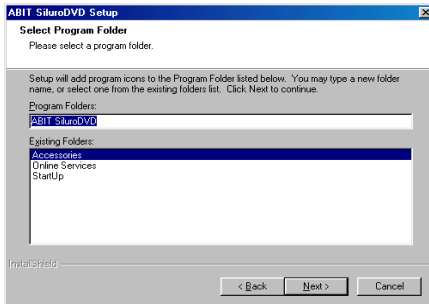 ABIT SiluroDVD Setup
Select Program Folder
Please select a program folder.
Setup will add program icons to the Program Folder listed below. You may type a new folder
name, or select one from the existing folders list. Click Next to continue.
Program Folders:
ABIT SiluroDVD
Existing Folders:
Accessories
Online Services
StartUp
InstallShield
< Back Next > Cancel